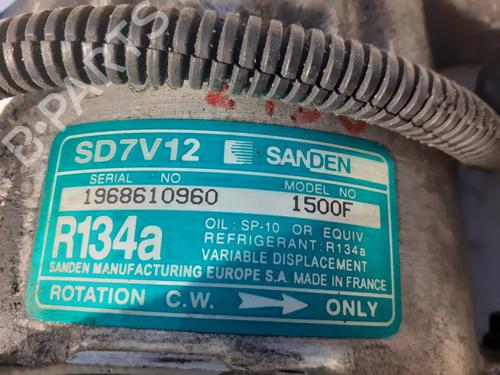 B-PARTS
SD7V12 SANDEN
SERIAL NO MODEL NO
1968610960 1500F
R134a
OIL : SP-10 OR EQUIV.
REFRIGERANT : R134a
VARIABLE DISPLACEMENT
SANDEN MANUFACTURING EUROPE S.A. MADE IN FRANCE
ROTATION C.W. ONLY